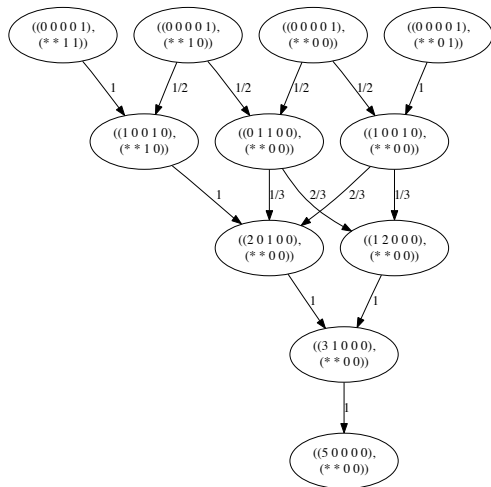 ((0 0 0 0 1),
(* * 1 1))
((0 0 0 0 1),
(* * 1 0))
((0 0 0 0 1),
(* * 0 0))
((0 0 0 0 1),
(* * 0 1))
1
1/2
1/2
1/2
1/2
1
((1 0 0 1 0),
(* * 1 0))
((0 1 1 0 0),
(* * 0 0))
((1 0 0 1 0),
(* * 0 0))
1
1/3
2/3
2/3
1/3
((2 0 1 0 0),
(* * 0 0))
((1 2 0 0 0),
(* * 0 0))
1
1
((3 1 0 0 0),
(* * 0 0))
1
((5 0 0 0 0),
(* * 0 0))